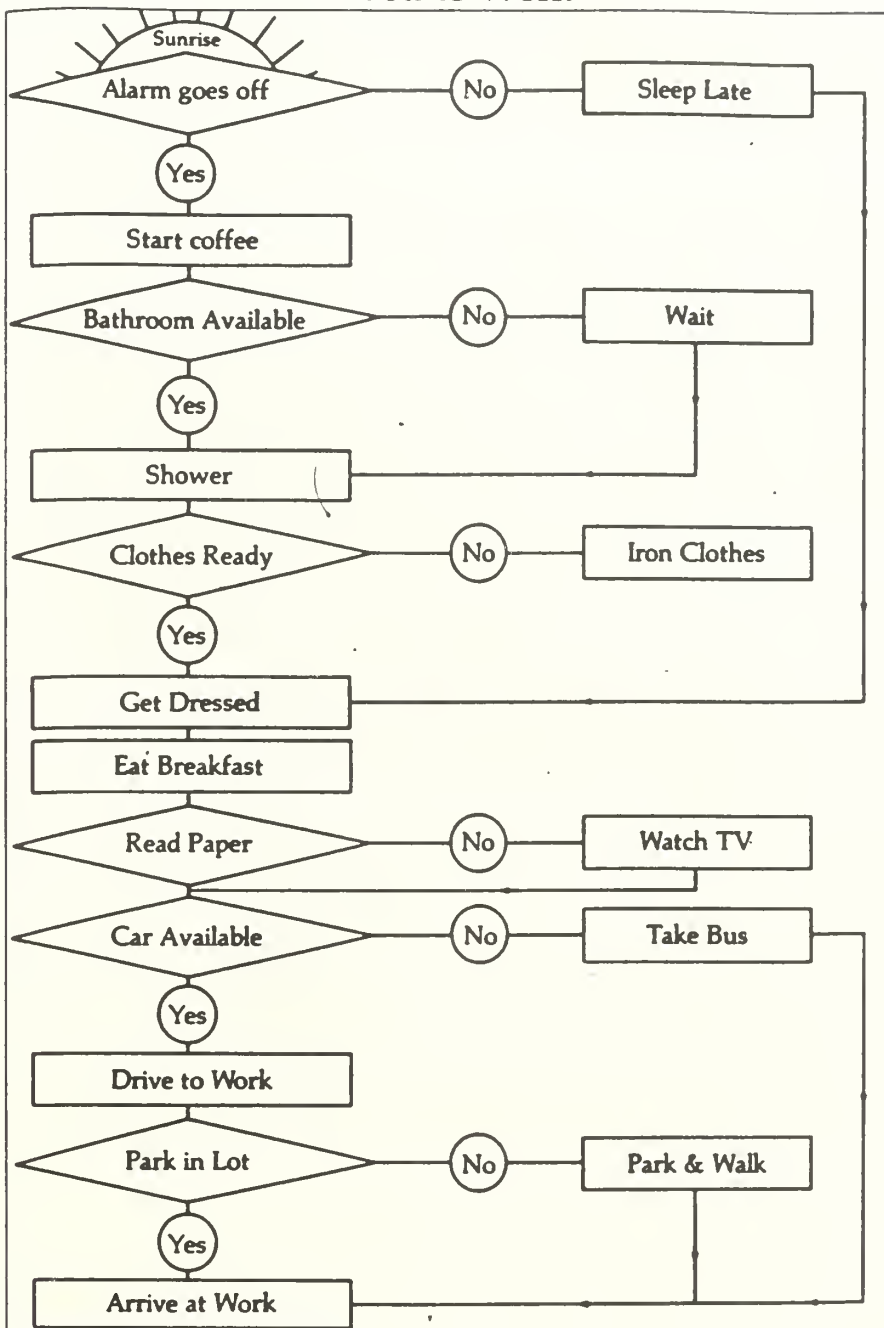 Sunrise
Alarm goes off
No
Sleep Late
Yes
Start coffee
Bathroom Available
No
Wait
Yes
Shower
Clothes Ready
No
Iron Clothes
Yes
Get Dressed
Eat Breakfast
Read Paper
No
Watch TV
Car Available
No
Take Bus
Yes
Drive to Work
Park in Lot
No
Park & Walk
Yes
Arrive at Work